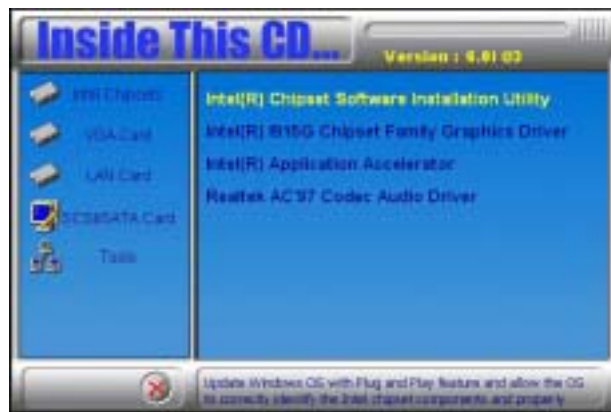 Inside This CD...
Version : 6.01 03
Intel Chipsets
VGA Card
LAN Card
SCSI&SATA Card
Tools
Intel(R) Chipset Software Installation Utility
Intel(R) 815G Chipset Family Graphics Driver
Intel(R) Application Accelerator
Realtek AC'97 Codec Audio Driver
Update Windows OS with Plug and Play feature and allow the OS
to correctly identify the Intel chipset components and properly